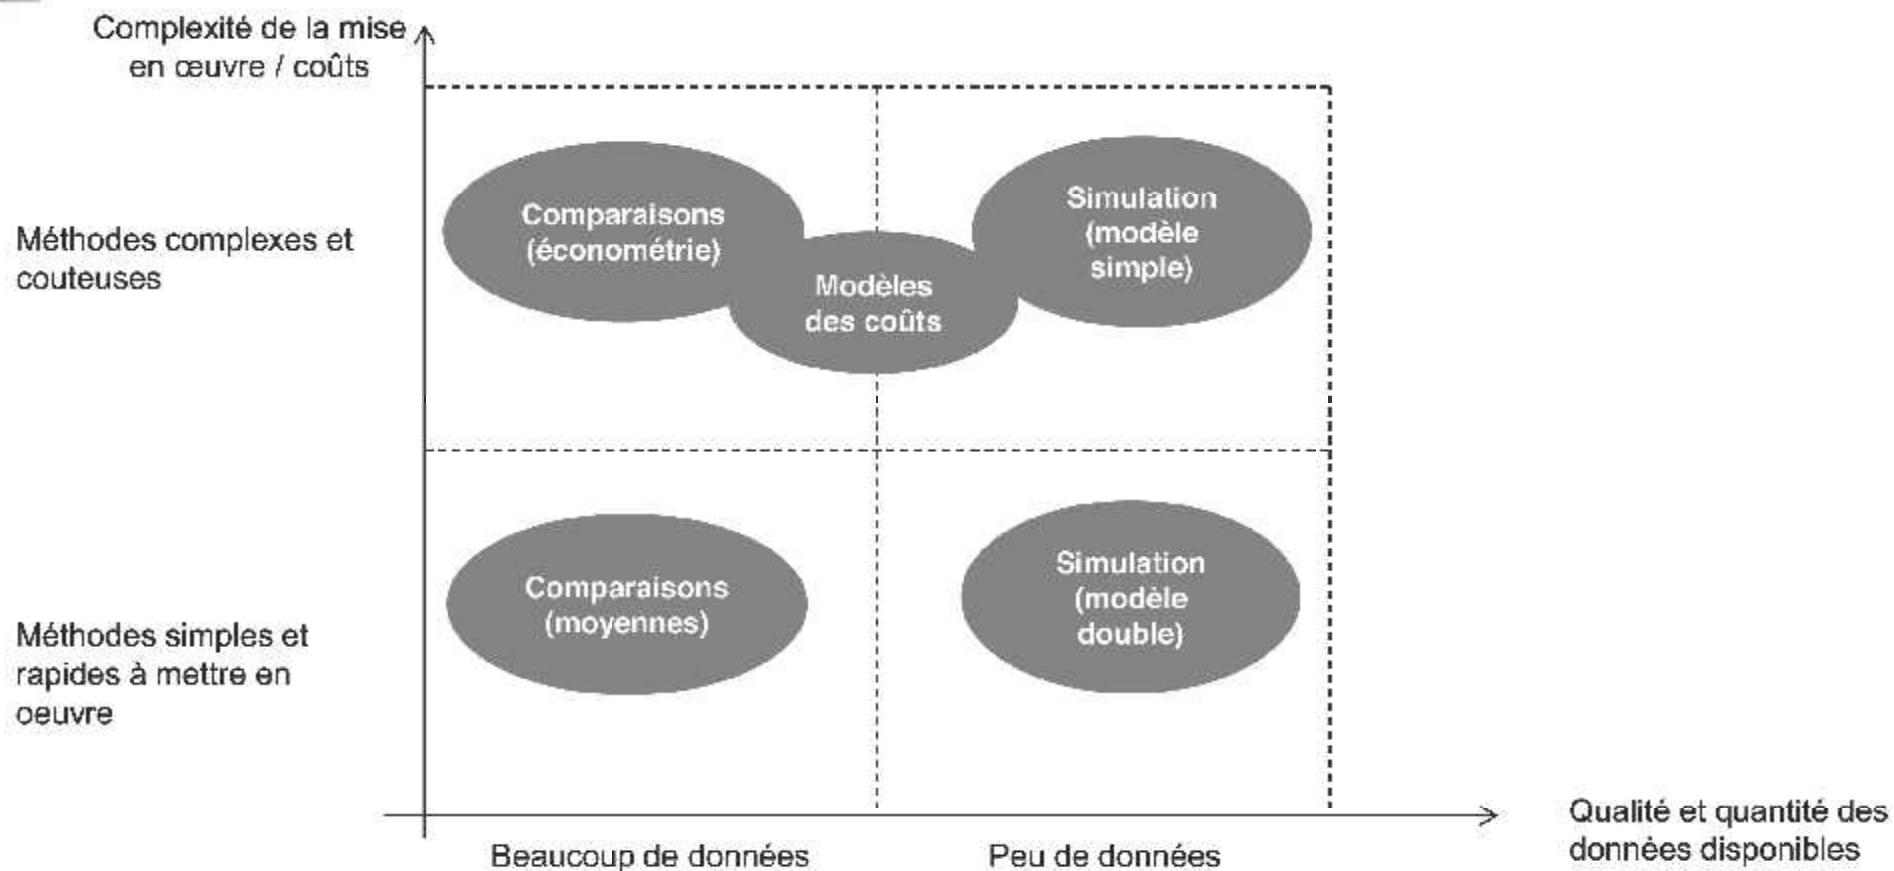 Complexité de la mise
en œuvre / coûts
Méthodes complexes et
couteuses
Comparaisons
(économétrie)
Modèles
des coûts
Simulation
(modèle
simple)
Méthodes simples et
rapides à mettre en
oeuvre
Comparaisons
(moyennes)
Simulation
(modèle
double)
Beaucoup de données
Peu de données
Qualité et quantité des
données disponibles